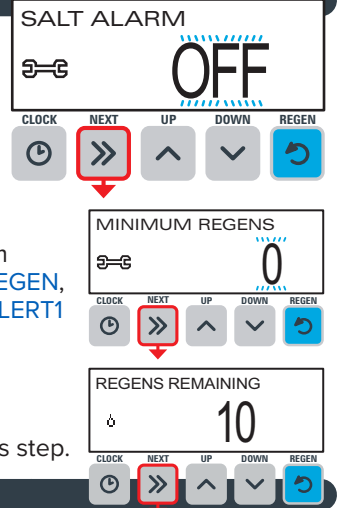 SALT ALARM
OFF
CLOCK NEXT UP DOWN REGEN
MINIMUM REGENS
0
EGEN,
LERT1
CLOCK NEXT UP DOWN REGEN
REGENS REMAINING
10
s step.
CLOCK NEXT UP DOWN REGEN